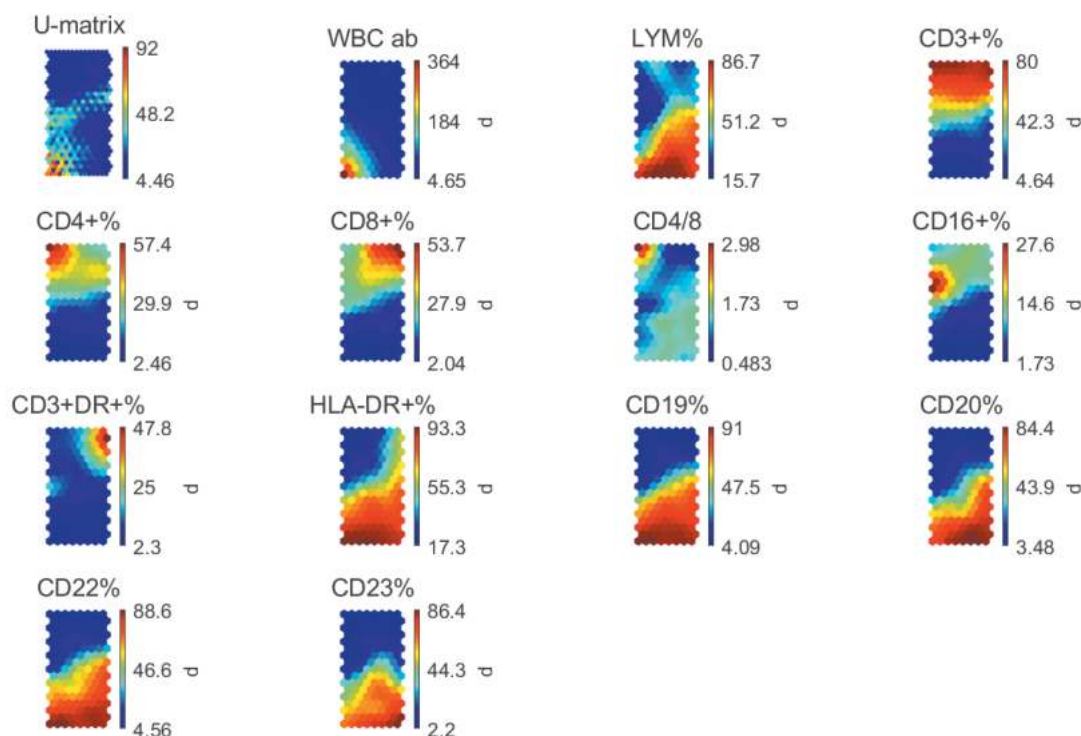 U-matrix
92
48.2
4.46
WBC ab
364
184
4.65
d
LYM%
86.7
51.2
15.7
d
CD3+%
80
42.3
4.64
d
CD4+%
57.4
29.9
2.46
d
CD8+%
53.7
27.9
2.04
d
CD4/8
2.98
1.73
0.483
d
CD16+%
27.6
14.6
1.73
d
CD3+DR+%
47.8
25
2.3
d
HLA-DR+%
93.3
55.3
17.3
d
CD19%
91
47.5
4.09
d
CD20%
84.4
43.9
3.48
d
CD22%
88.6
46.6
4.56
d
CD23%
86.4
44.3
2.2
d